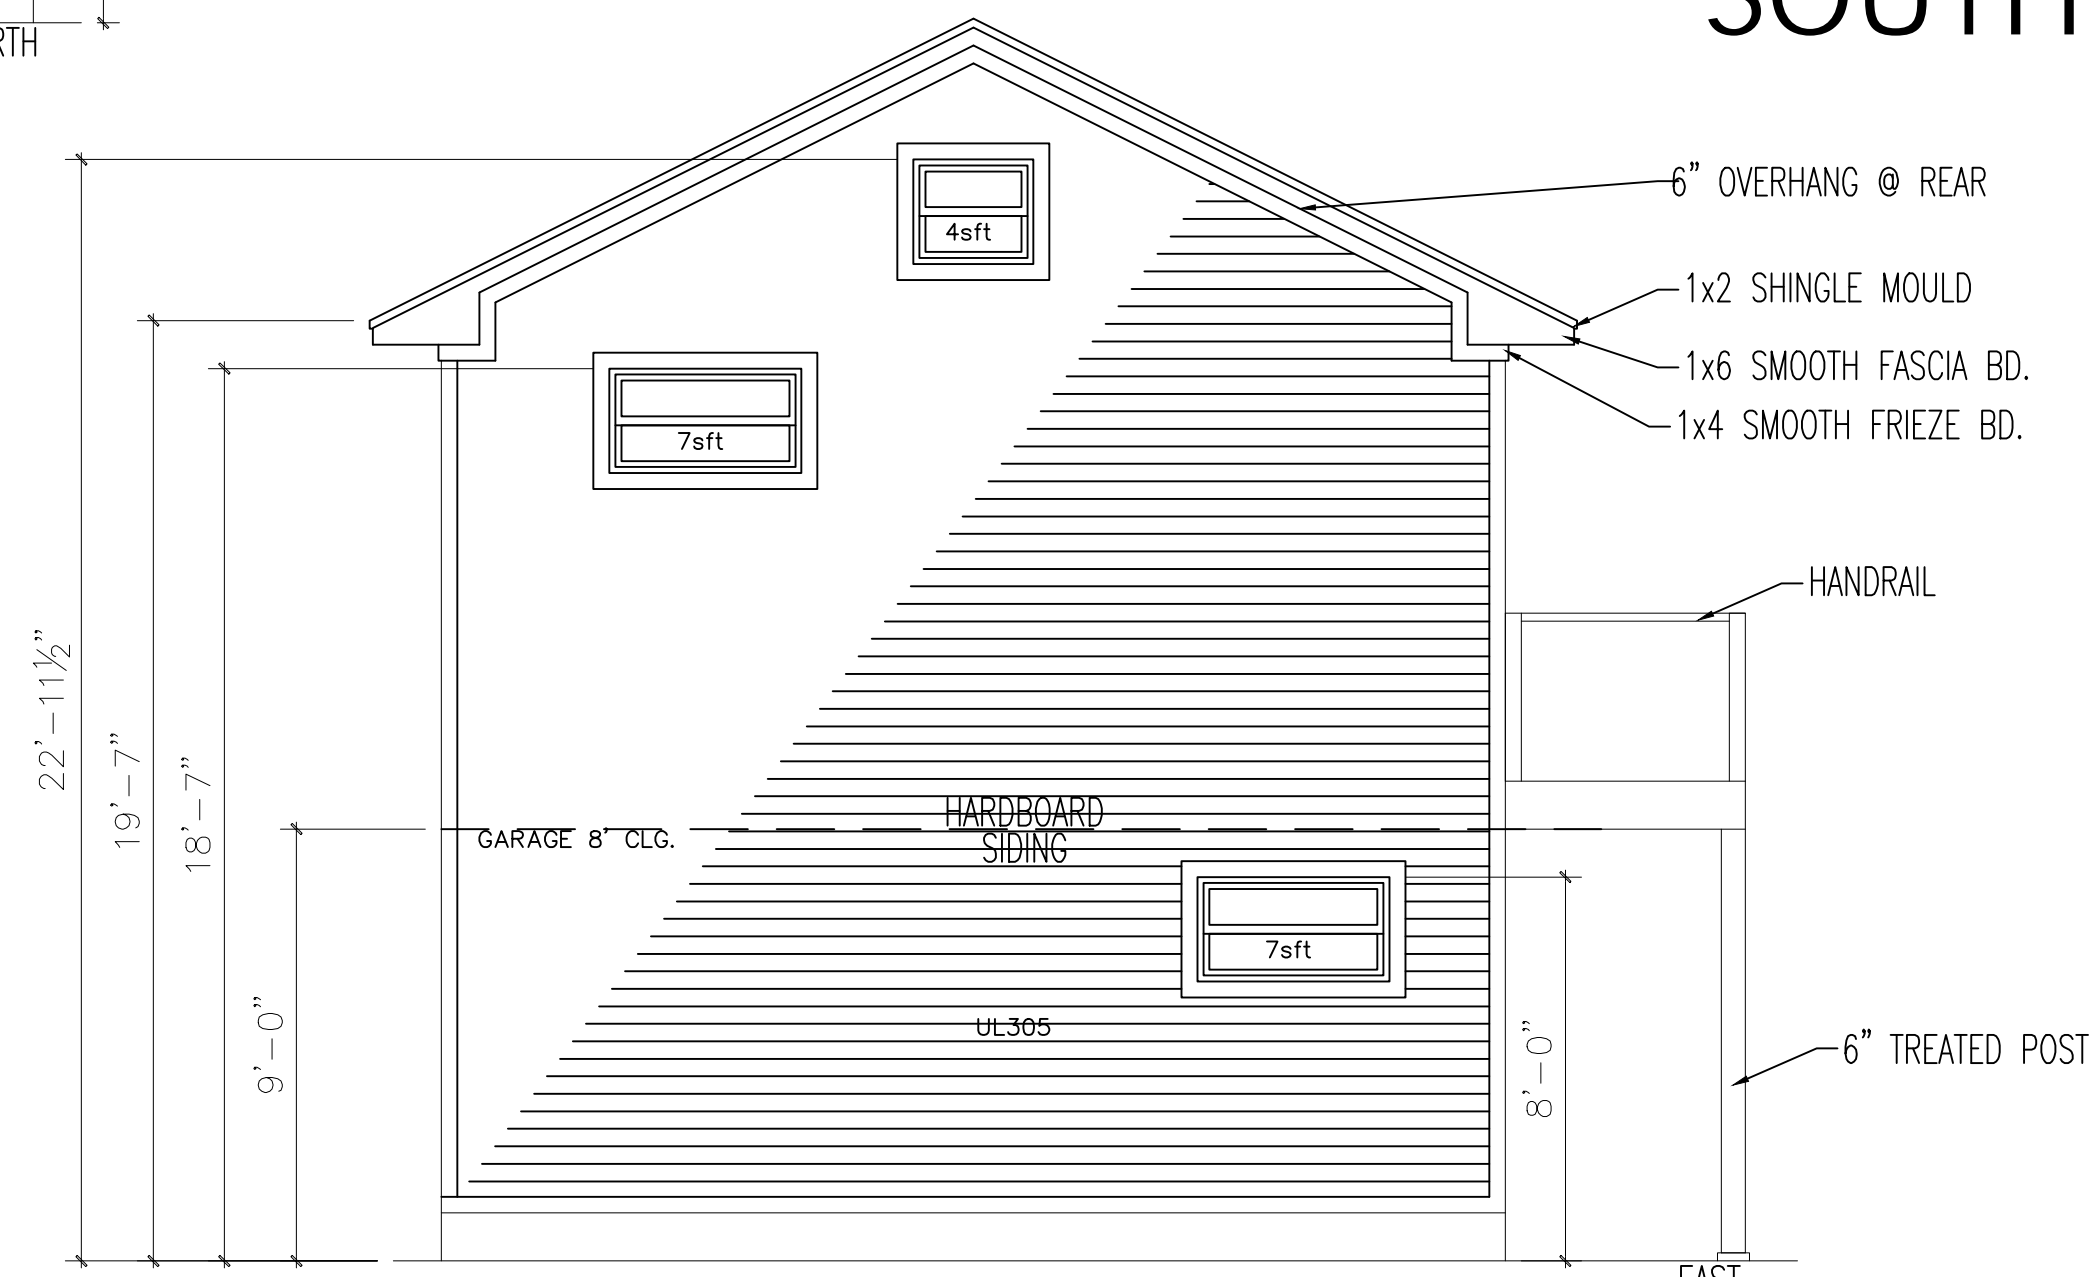 SOUTH
6” OVERHANG @ REAR
4sft
1x2 SHINGLE MOULD
1x6 SMOOTH FASCIA BD.
1x4 SMOOTH FRIEZE BD.
7sft
HANDRAIL
22’-11½”
19’-7”
18’-7”
HARDBOARD
SIDING
GARAGE 8’ CLG.
7sft
9’-0”
UL305
8’-0”
6” TREATED POST